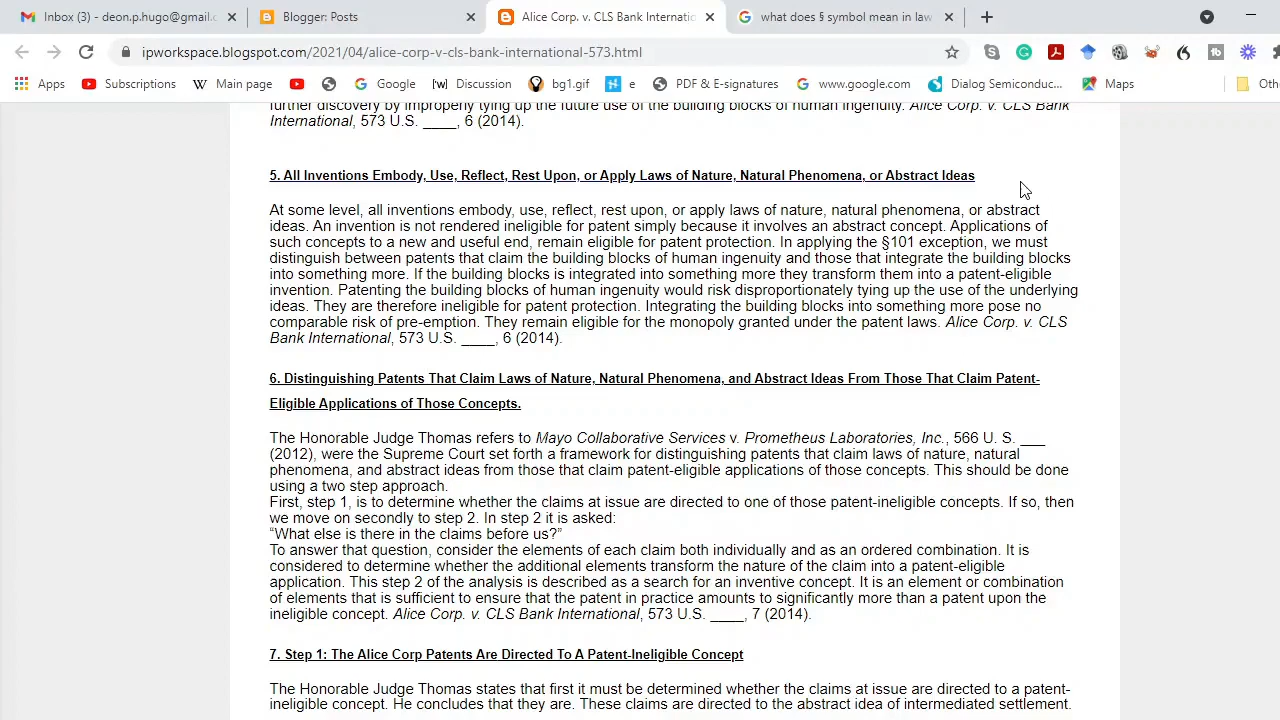 Inbox (3) - deon.p.hugo@gmail.c
Blogger: Posts
Alice Corp. v. CLS Bank Internatio
what does § symbol mean in law
ipworkspace.blogspot.com/2021/04/alice-corp-v-cls-bank-international-573.html
Apps Subscriptions Main page Google Discussion bg1.gif e PDF & E-signatures www.google.com Dialog Semiconduc... Maps Oth
further discovery by improperly tying up the future use of the building blocks of human ingenuity. Alice Corp. v. CLS Bank
International, 573 U.S. ____, 6 (2014).
5. All Inventions Embody, Use, Reflect, Rest Upon, or Apply Laws of Nature, Natural Phenomena, or Abstract Ideas
At some level, all inventions embody, use, reflect, rest upon, or apply laws of nature, natural phenomena, or abstract
ideas. An invention is not rendered ineligible for patent simply because it involves an abstract concept. Applications of
such concepts to a new and useful end, remain eligible for patent protection. In applying the §101 exception, we must
distinguish between patents that claim the building blocks of human ingenuity and those that integrate the building blocks
into something more. If the building blocks is integrated into something more they transform them into a patent-eligible
invention. Patenting the building blocks of human ingenuity would risk disproportionately tying up the use of the underlying
ideas. They are therefore ineligible for patent protection. Integrating the building blocks into something more pose no
comparable risk of pre-emption. They remain eligible for the monopoly granted under the patent laws. Alice Corp. v. CLS
Bank International, 573 U.S. ____, 6 (2014).
6. Distinguishing Patents That Claim Laws of Nature, Natural Phenomena, and Abstract Ideas From Those That Claim Patent-
Eligible Applications of Those Concepts.
The Honorable Judge Thomas refers to Mayo Collaborative Services v. Prometheus Laboratories, Inc., 566 U. S. ___
(2012), were the Supreme Court set forth a framework for distinguishing patents that claim laws of nature, natural
phenomena, and abstract ideas from those that claim patent-eligible applications of those concepts. This should be done
using a two step approach.
First, step 1, is to determine whether the claims at issue are directed to one of those patent-ineligible concepts. If so, then
we move on secondly to step 2. In step 2 it is asked:
“What else is there in the claims before us?”
To answer that question, consider the elements of each claim both individually and as an ordered combination. It is
considered to determine whether the additional elements transform the nature of the claim into a patent-eligible
application. This step 2 of the analysis is described as a search for an inventive concept. It is an element or combination
of elements that is sufficient to ensure that the patent in practice amounts to significantly more than a patent upon the
ineligible concept. Alice Corp. v. CLS Bank International, 573 U.S. ____, 7 (2014).
7. Step 1: The Alice Corp Patents Are Directed To A Patent-Ineligible Concept
The Honorable Judge Thomas states that first it must be determined whether the claims at issue are directed to a patent-
ineligible concept. He concludes that they are. These claims are directed to the abstract idea of intermediated settlement.